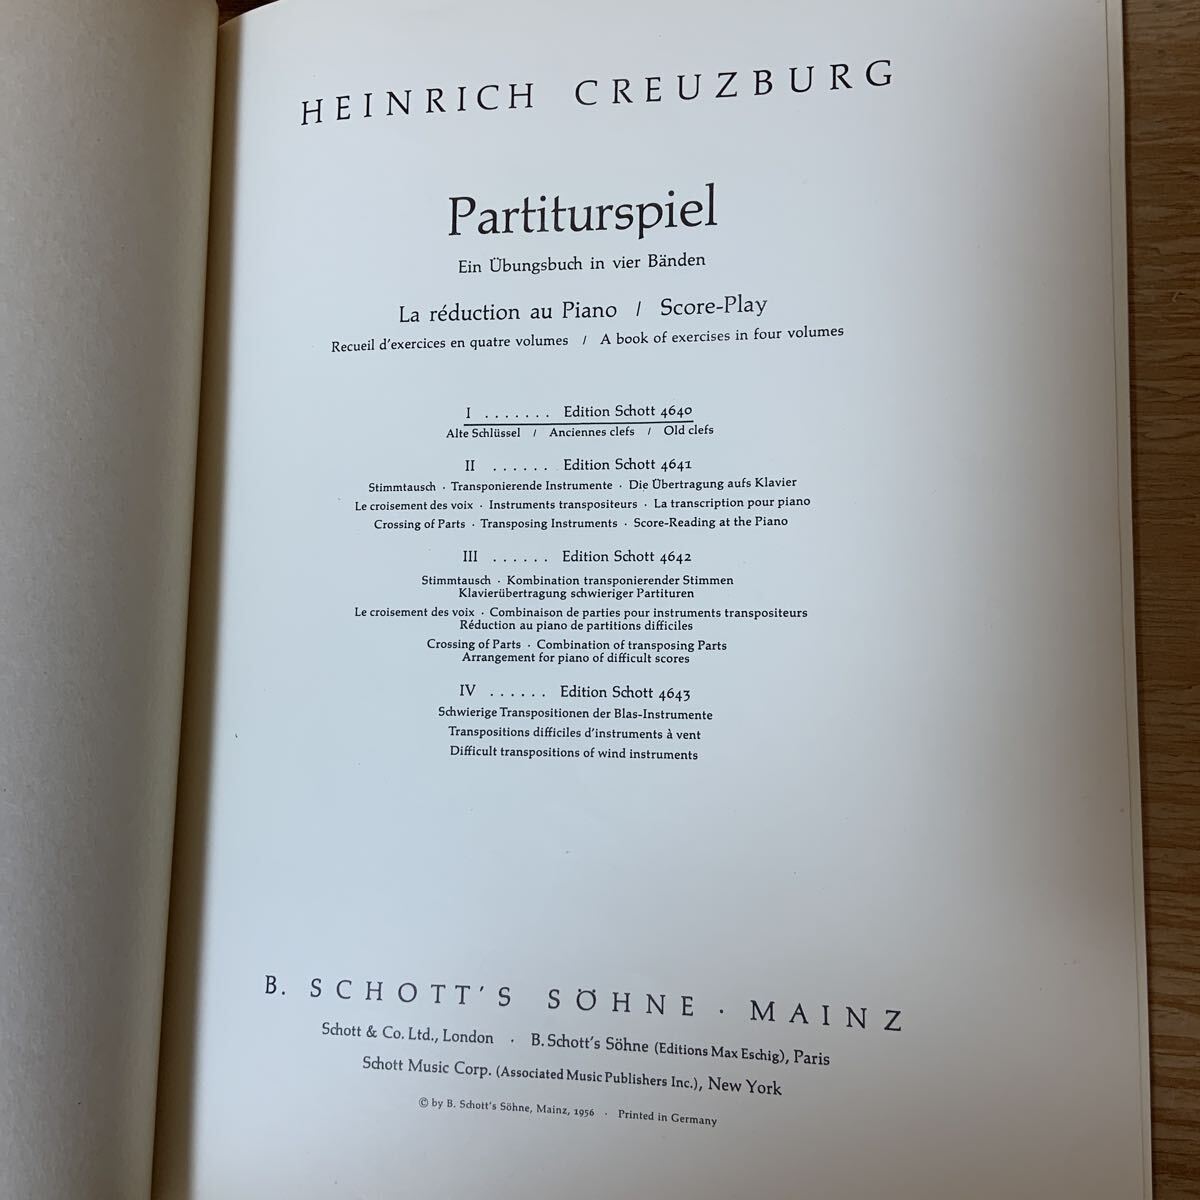 HEINRICH CREUZBURG
Partiturspiel
Ein Übungsbuch in vier Bänden
La réduction au Piano / Score-Play
Recueil d'exercices en quatre volumes / A book of exercises in four volumes
I . . . . . . . Edition Schott 4640
Alte Schlüssel / Anciennes clefs / Old clefs
II . . . . . . Edition Schott 4641
Stimmtausch · Transponierende Instrumente · Die Übertragung aufs Klavier
Le croisement des voix · Instruments transpositeurs · La transcription pour piano
Crossing of Parts · Transposing Instruments · Score-Reading at the Piano
III . . . . . . Edition Schott 4642
Stimmtausch · Kombination transponierender Stimmen
Klavierübertragung schwieriger Partituren
Le croisement des voix · Combinaison de parties pour instruments transpositeurs
Réduction au piano de partitions difficiles
Crossing of Parts · Combination of transposing Parts
Arrangement for piano of difficult scores
IV . . . . . . Edition Schott 4643
Schwierige Transpositionen der Blas-Instrumente
Transpositions difficiles d'instruments à vent
Difficult transpositions of wind instruments
B. SCHOTT'S SÖHNE · MAINZ
Schott & Co. Ltd., London · B. Schott's Söhne (Editions Max Eschig), Paris
Schott Music Corp. (Associated Music Publishers Inc.), New York
© by B. Schott's Söhne, Mainz, 1956 · Printed in Germany